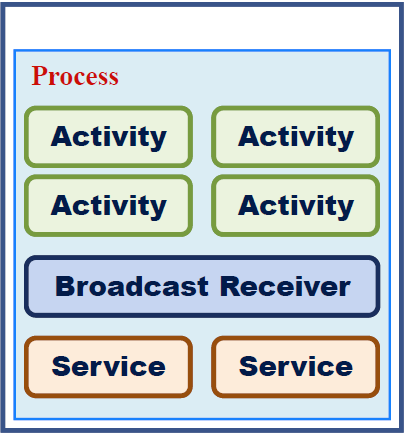 Process
Activity Activity
Activity Activity
Broadcast Receiver
Service Service